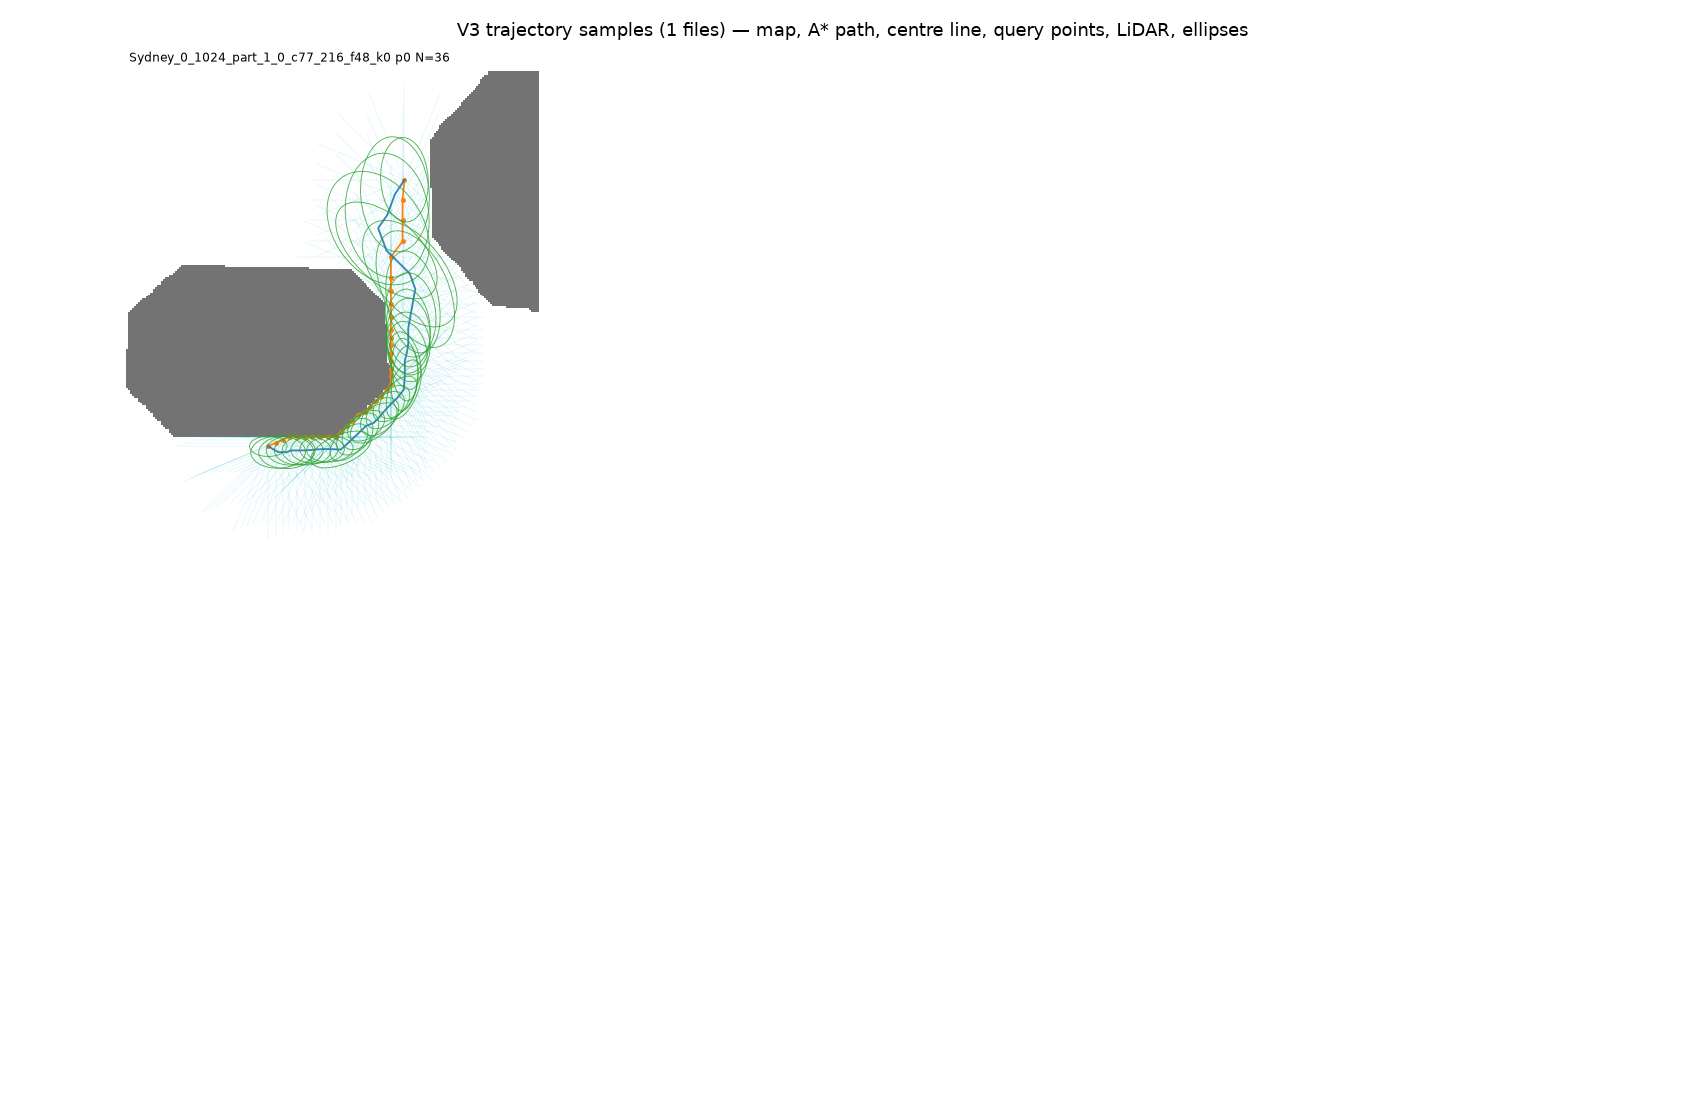 V3 trajectory samples (1 files) — map, A* path, centre line, query points, LiDAR, ellipses
Sydney_0_1024_part_1_0_c77_216_f48_k0 p0 N=36